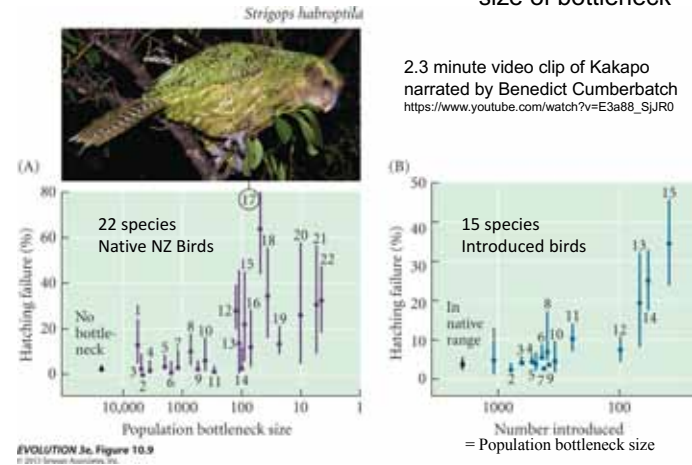 size of bottleneck
Strigops habroptila
2.3 minute video clip of Kakapo
narrated by Benedict Cumberbatch
https://www.youtube.com/watch?v=E3a88_SjJR0
(A)
80
60
40
20
0
Hatching failure (%)
22 species
Native NZ Birds
No
bottle-
neck
1
2
3
4
5
6
7
8
9
10
11
12
13
14
15
16
17
18
19
20
21
22
10,000
1000
100
10
1
Population bottleneck size
(B)
50
40
30
20
10
0
Hatching failure (%)
15 species
Introduced birds
In
native
range
1
2
3
4
5
6
7
8
9
10
11
12
13
14
15
1000
100
Number introduced
= Population bottleneck size
EVOLUTION 3e, Figure 10.9
© 2013 Sinauer Associates, Inc.